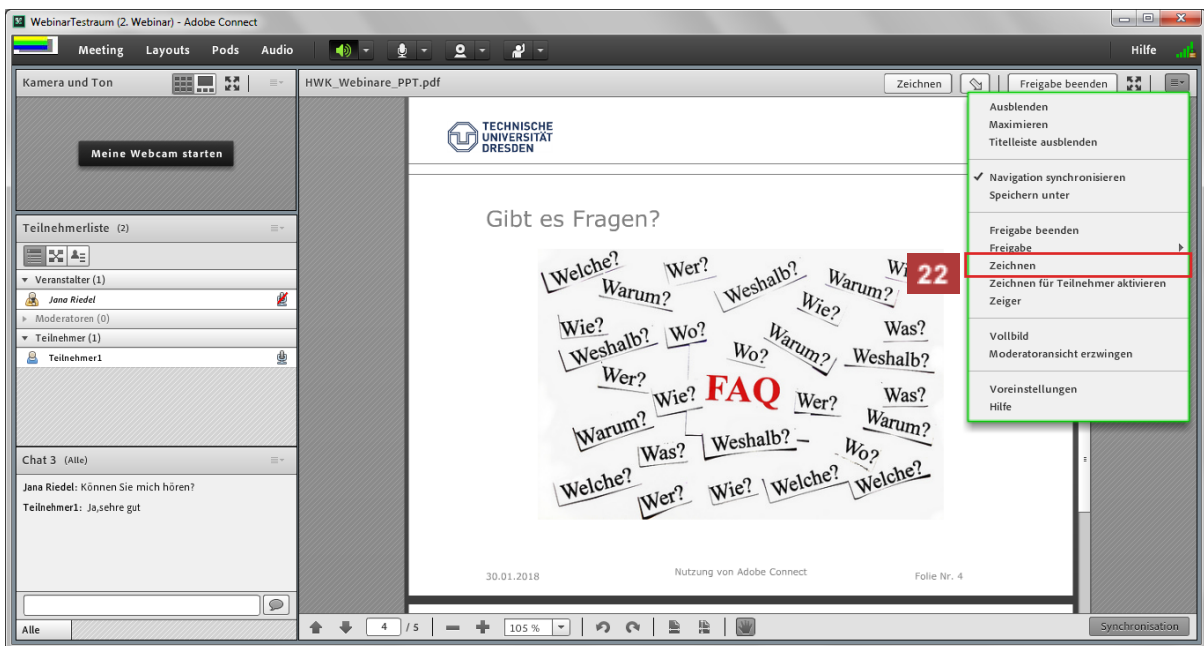 WebinarTestraum (2. Webinar) - Adobe Connect
Meeting Layouts Pods Audio Hilfe
Kamera und Ton
Meine Webcam starten
Teilnehmerliste (2)
Veranstalter (1)
Jana Riedel
Moderatoren (0)
Teilnehmer (1)
Teilnehmer1
Chat 3 (Alle)
Jana Riedel: Können Sie mich hören?
Teilnehmer1: Ja,sehre gut
Alle
HWK_Webinare_PPT.pdf
Zeichnen Freigabe beenden
TECHNISCHE
UNIVERSITÄT
DRESDEN
Gibt es Fragen?
Welche? Wer? Weshalb? Warum?
Warum? Wie?
Wie? Wo? Warum? Was?
Weshalb? Wo? Weshalb?
Wer? Wie? FAQ Wer? Was?
Warum? Weshalb? Warum?
Was? Wo?
Welche? Wer? Wie? Welche? Welche?
30.01.2018 Nutzung von Adobe Connect Folie Nr. 4
22
Ausblenden
Maximieren
Titelleiste ausblenden
Navigation synchronisieren
Speichern unter
Freigabe beenden
Freigabe
Zeichnen
Zeichnen für Teilnehmer aktivieren
Zeiger
Vollbild
Moderatoransicht erzwingen
Voreinstellungen
Hilfe
4 / 5 105 % Synchronisation